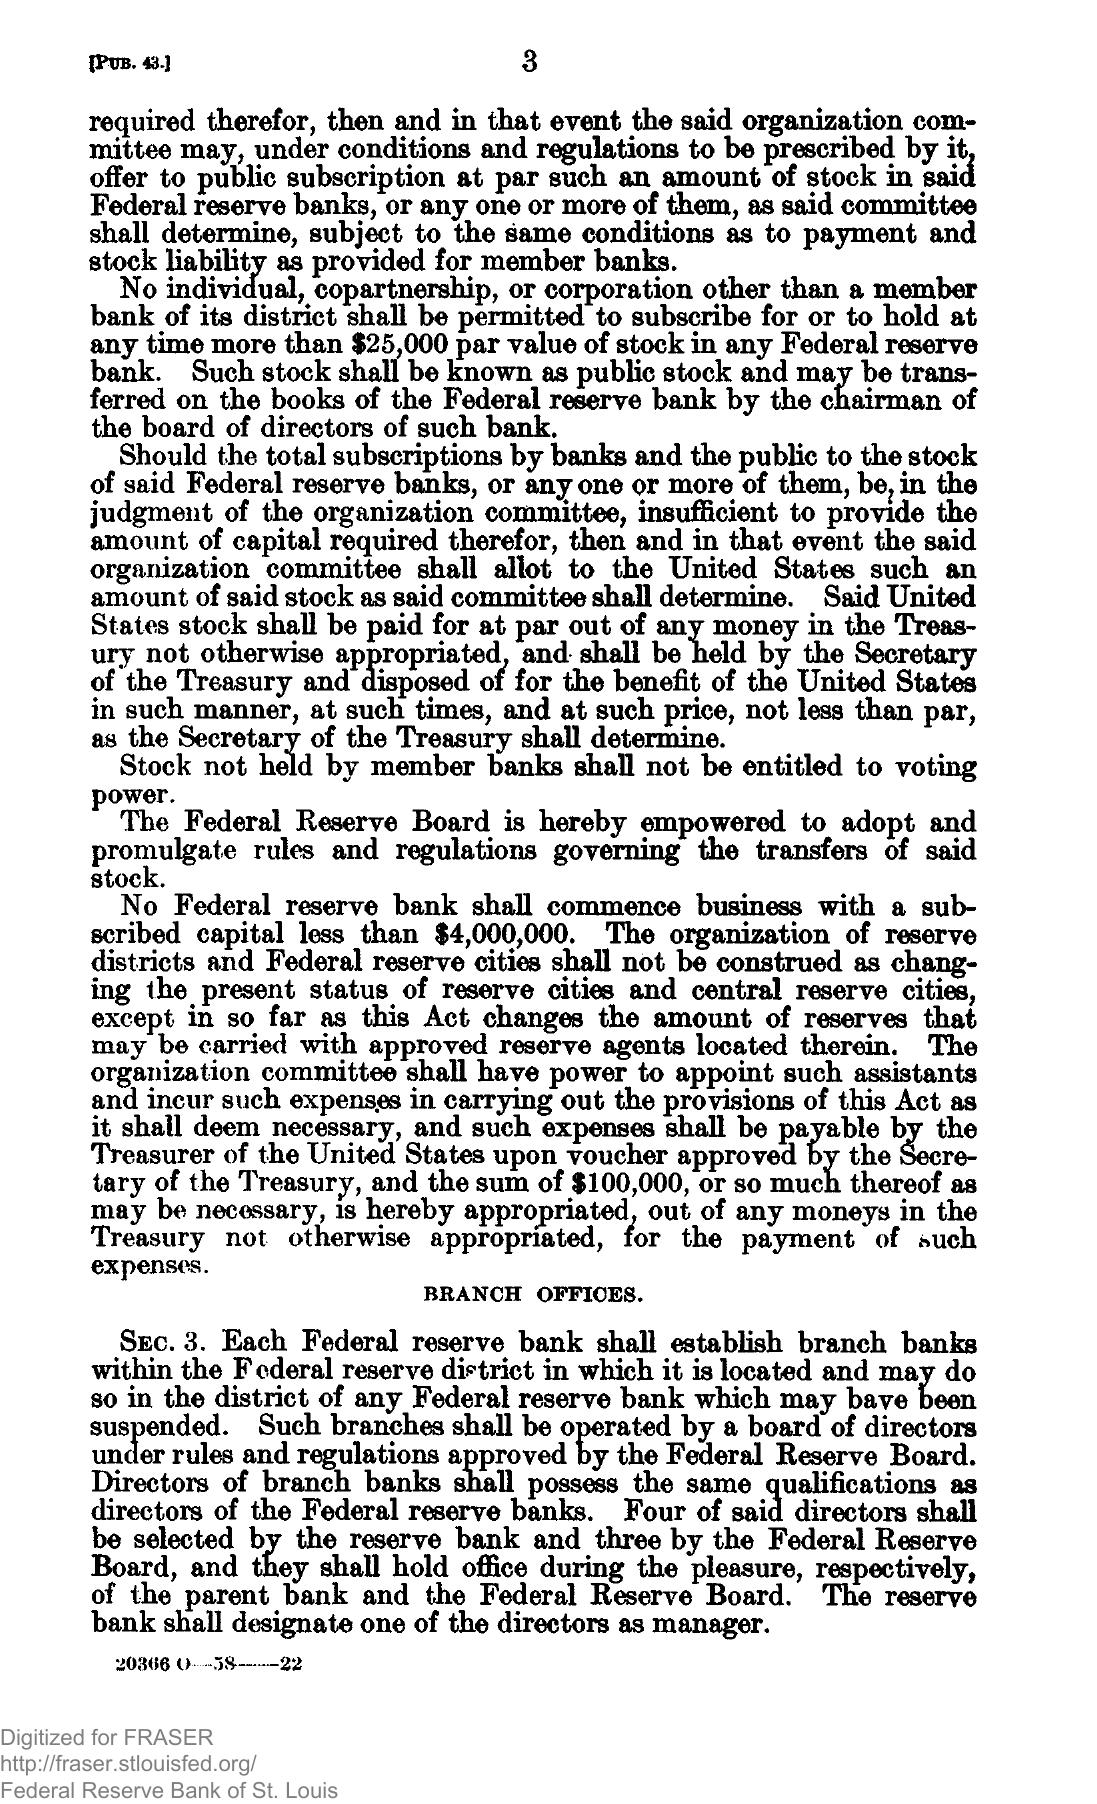 [PUB. 43.]
3
required therefor, then and in that event the said organization com-
mittee may, under conditions and regulations to be prescribed by it,
offer to public subscription at par such an amount of stock in said
Federal reserve banks, or any one or more of them, as said committee
shall determine, subject to the same conditions as to payment and
stock liability as provided for member banks.
No individual, copartnership, or corporation other than a member
bank of its district shall be permitted to subscribe for or to hold at
any time more than $25,000 par value of stock in any Federal reserve
bank. Such stock shall be known as public stock and may be trans-
ferred on the books of the Federal reserve bank by the chairman of
the board of directors of such bank.
Should the total subscriptions by banks and the public to the stock
of said Federal reserve banks, or any one or more of them, be, in the
judgment of the organization committee, insufficient to provide the
amount of capital required therefor, then and in that event the said
organization committee shall allot to the United States such an
amount of said stock as said committee shall determine. Said United
States stock shall be paid for at par out of any money in the Treas-
ury not otherwise appropriated, and shall be held by the Secretary
of the Treasury and disposed of for the benefit of the United States
in such manner, at such times, and at such price, not less than par,
as the Secretary of the Treasury shall determine.
Stock not held by member banks shall not be entitled to voting
power.
The Federal Reserve Board is hereby empowered to adopt and
promulgate rules and regulations governing the transfers of said
stock.
No Federal reserve bank shall commence business with a sub-
scribed capital less than $4,000,000. The organization of reserve
districts and Federal reserve cities shall not be construed as chang-
ing the present status of reserve cities and central reserve cities,
except in so far as this Act changes the amount of reserves that
may be carried with approved reserve agents located therein. The
organization committee shall have power to appoint such assistants
and incur such expenses in carrying out the provisions of this Act as
it shall deem necessary, and such expenses shall be payable by the
Treasurer of the United States upon voucher approved by the Secre-
tary of the Treasury, and the sum of $100,000, or so much thereof as
may be necessary, is hereby appropriated, out of any moneys in the
Treasury not otherwise appropriated, for the payment of such
expenses.
BRANCH OFFICES.
SEC. 3. Each Federal reserve bank shall establish branch banks
within the Federal reserve district in which it is located and may do
so in the district of any Federal reserve bank which may have been
suspended. Such branches shall be operated by a board of directors
under rules and regulations approved by the Federal Reserve Board.
Directors of branch banks shall possess the same qualifications as
directors of the Federal reserve banks. Four of said directors shall
be selected by the reserve bank and three by the Federal Reserve
Board, and they shall hold office during the pleasure, respectively,
of the parent bank and the Federal Reserve Board. The reserve
bank shall designate one of the directors as manager.
20366 O—58——22
Digitized for FRASER
http://fraser.stlouisfed.org/
Federal Reserve Bank of St. Louis